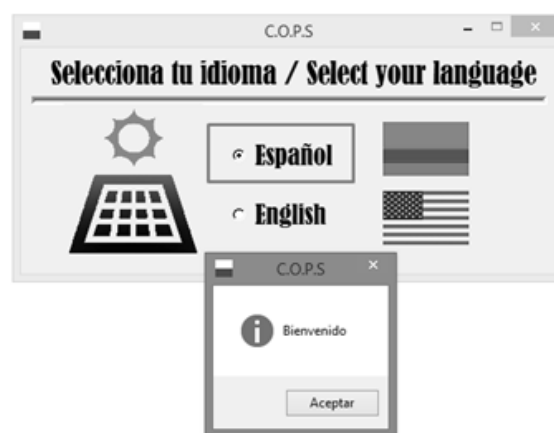 C.O.P.S
Selecciona tu idioma / Select your language
Español
English
C.O.P.S
Bienvenido
Aceptar